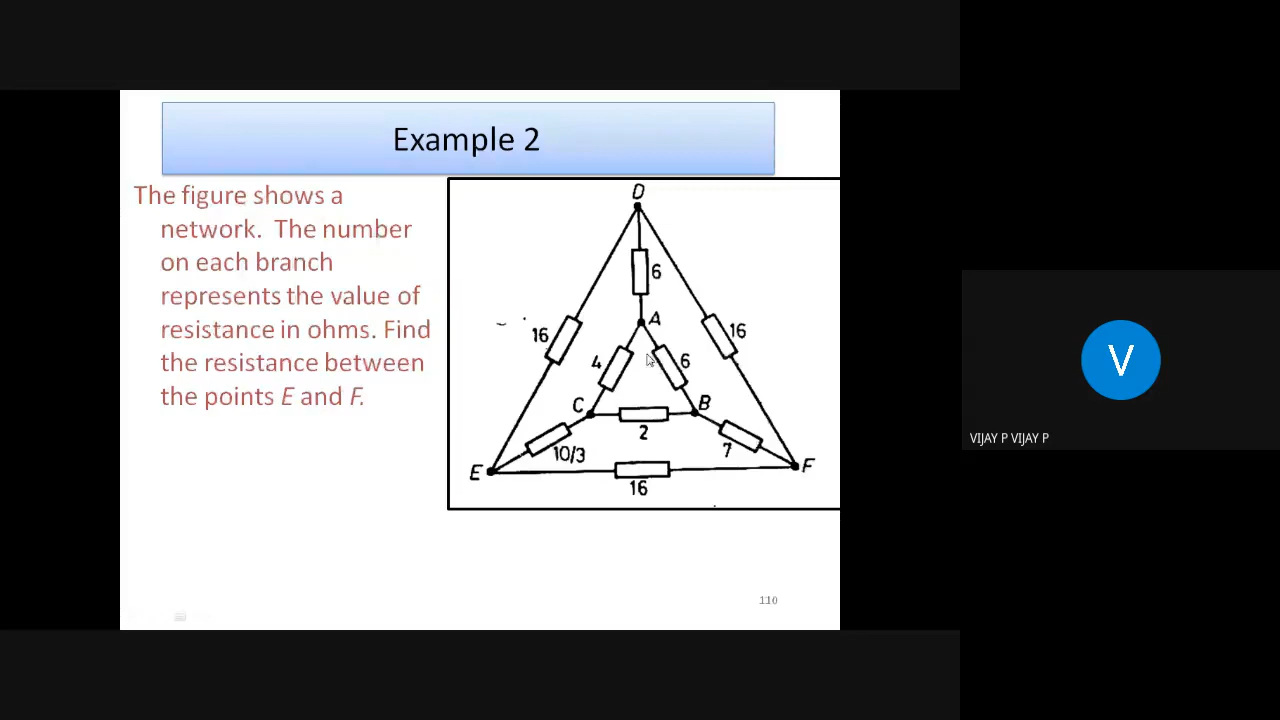 Example 2
The figure shows a
network. The number
on each branch
represents the value of
resistance in ohms. Find
the resistance between
the points E and F.
D
6
A
16
16
4
6
C
B
2
10/3
7
E
F
16
110
V
VIJAY P VIJAY P